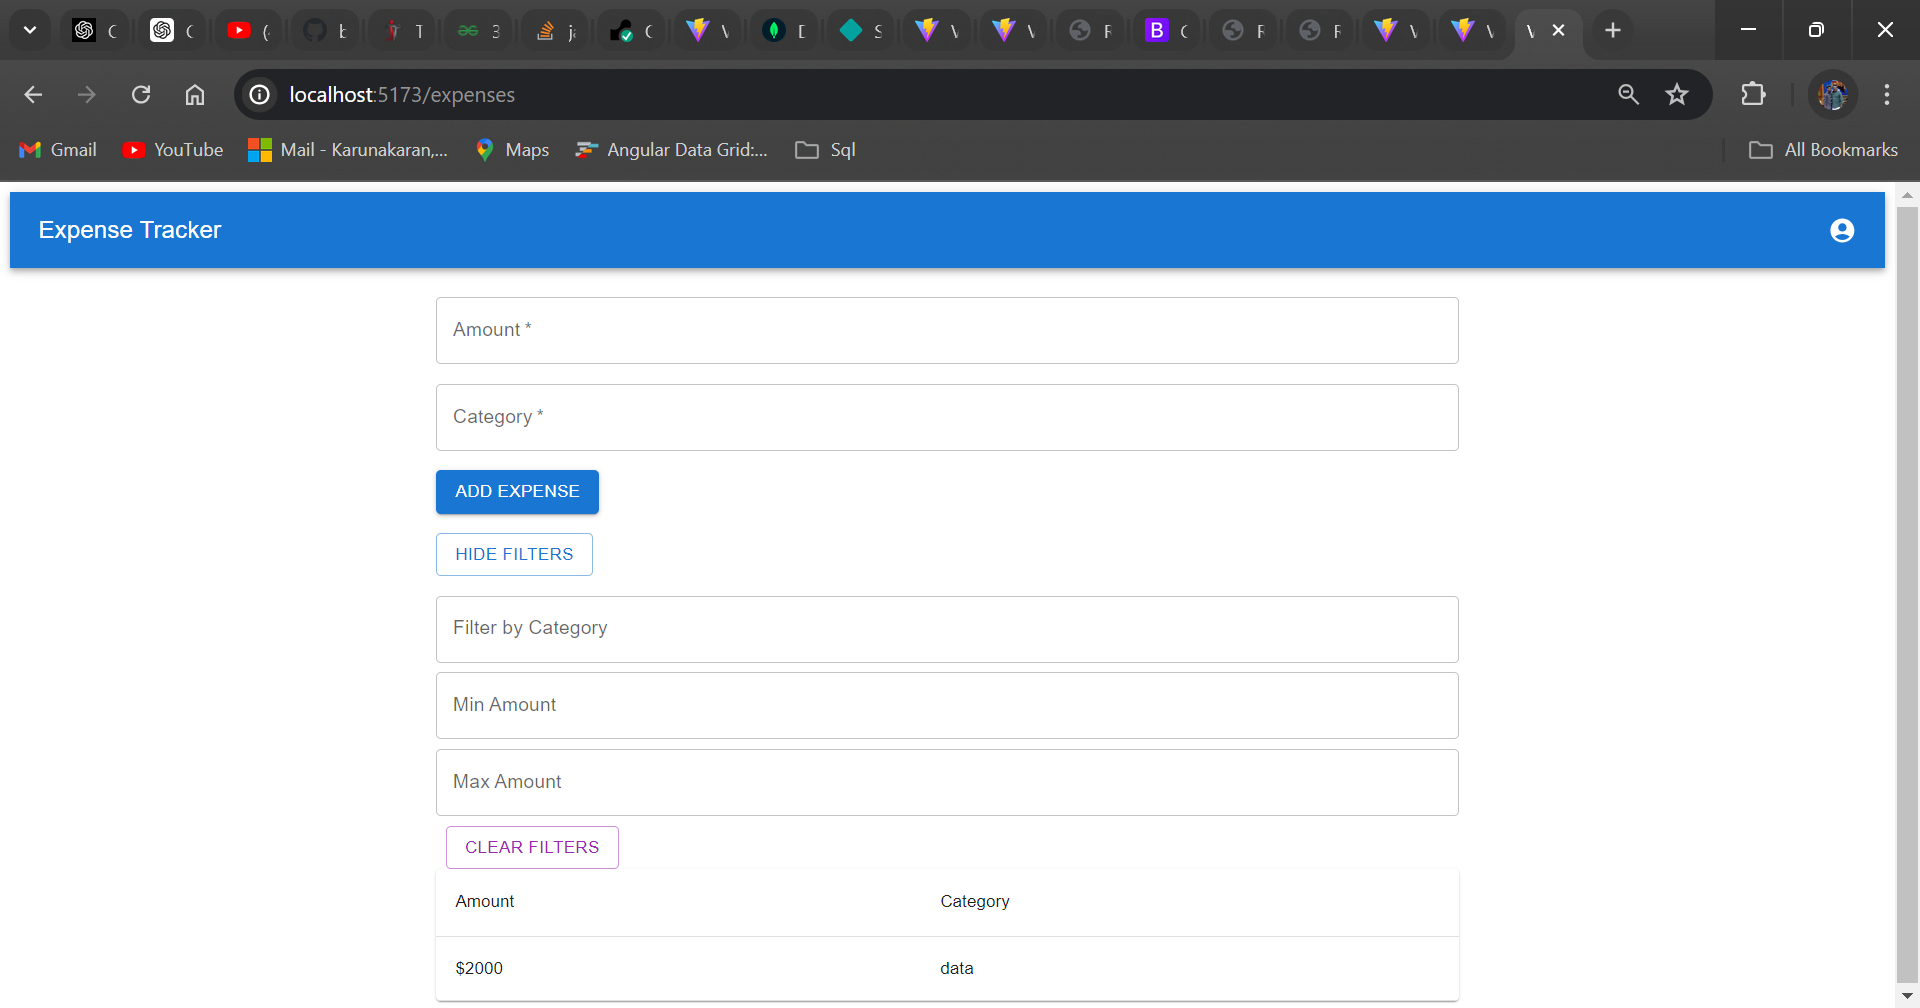 localhost:5173/expenses
Gmail
YouTube
Mail - Karunakaran,...
Maps
Angular Data Grid:...
Sql
All Bookmarks
Expense Tracker
Amount *
Category *
ADD EXPENSE
HIDE FILTERS
Filter by Category
Min Amount
Max Amount
CLEAR FILTERS
Amount Category
$2000 data